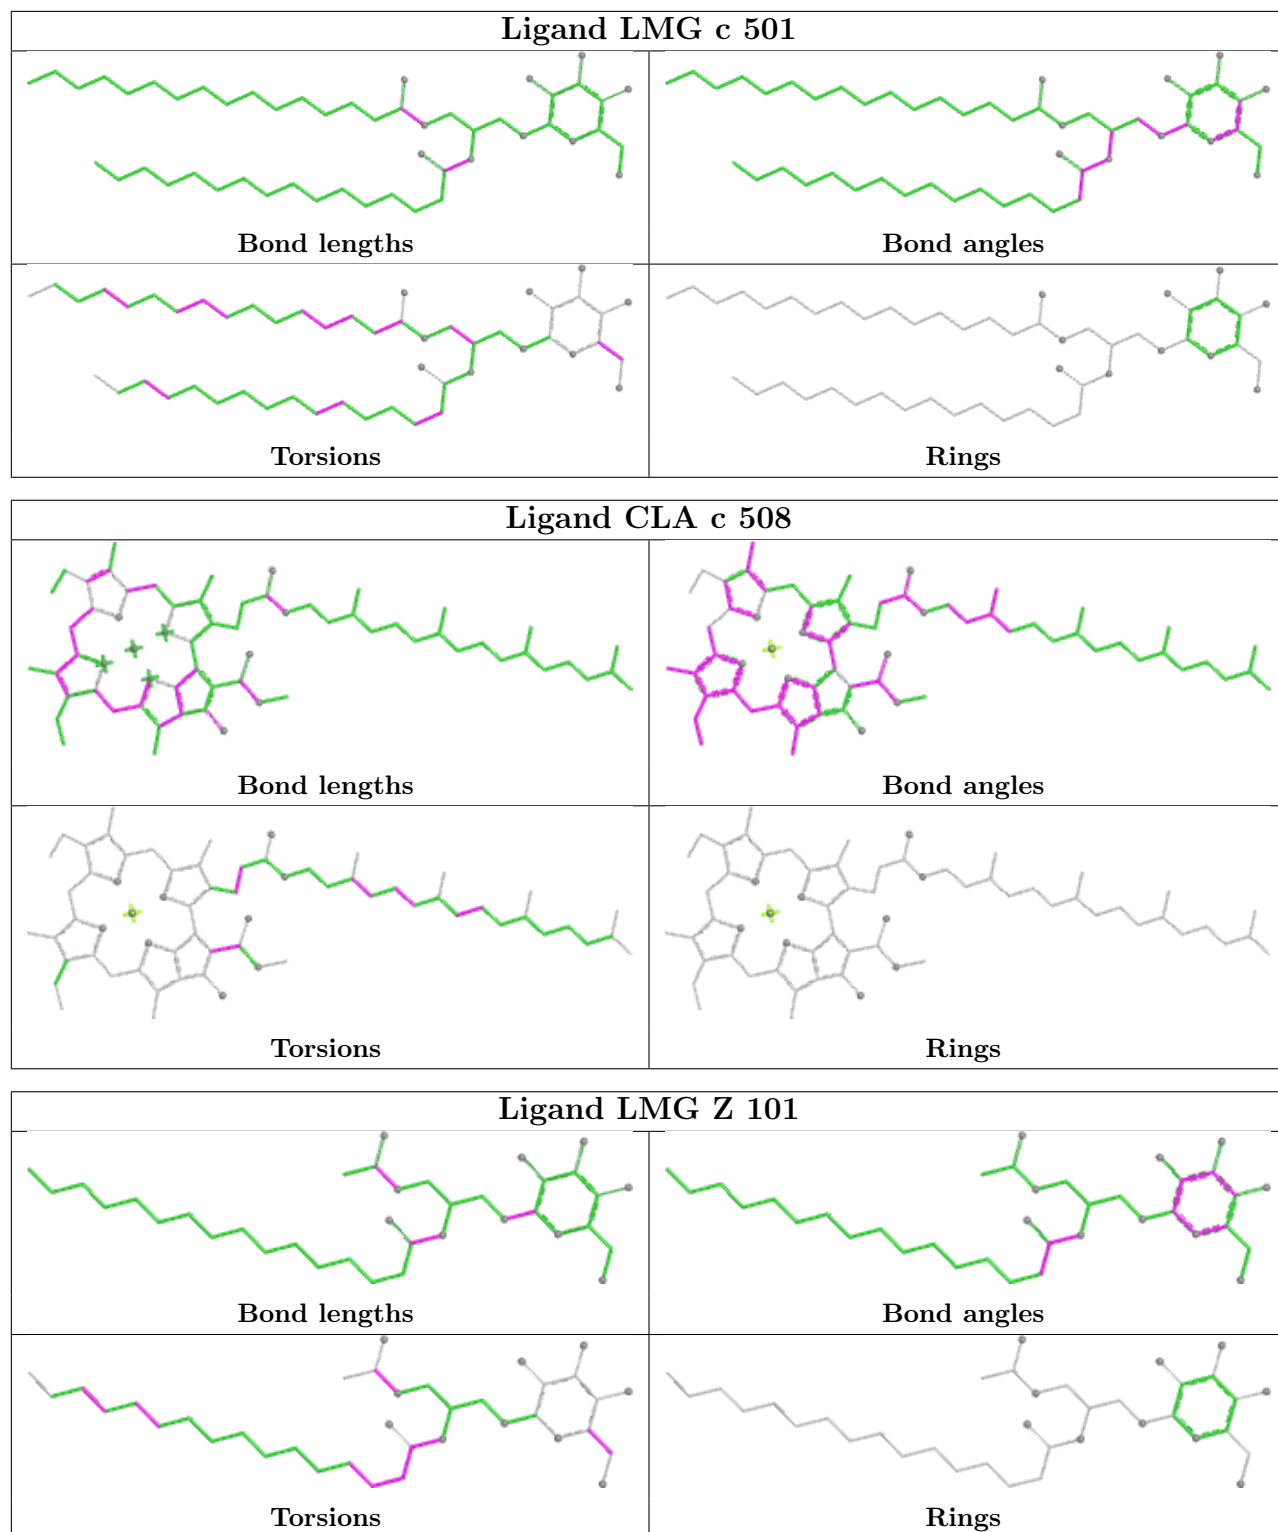 Ligand LMG c 501
Bond lengths
Bond angles
Torsions
Rings
Ligand CLA c 508
Bond lengths
Bond angles
Torsions
Rings
Ligand LMG Z 101
Bond lengths
Bond angles
Torsions
Rings